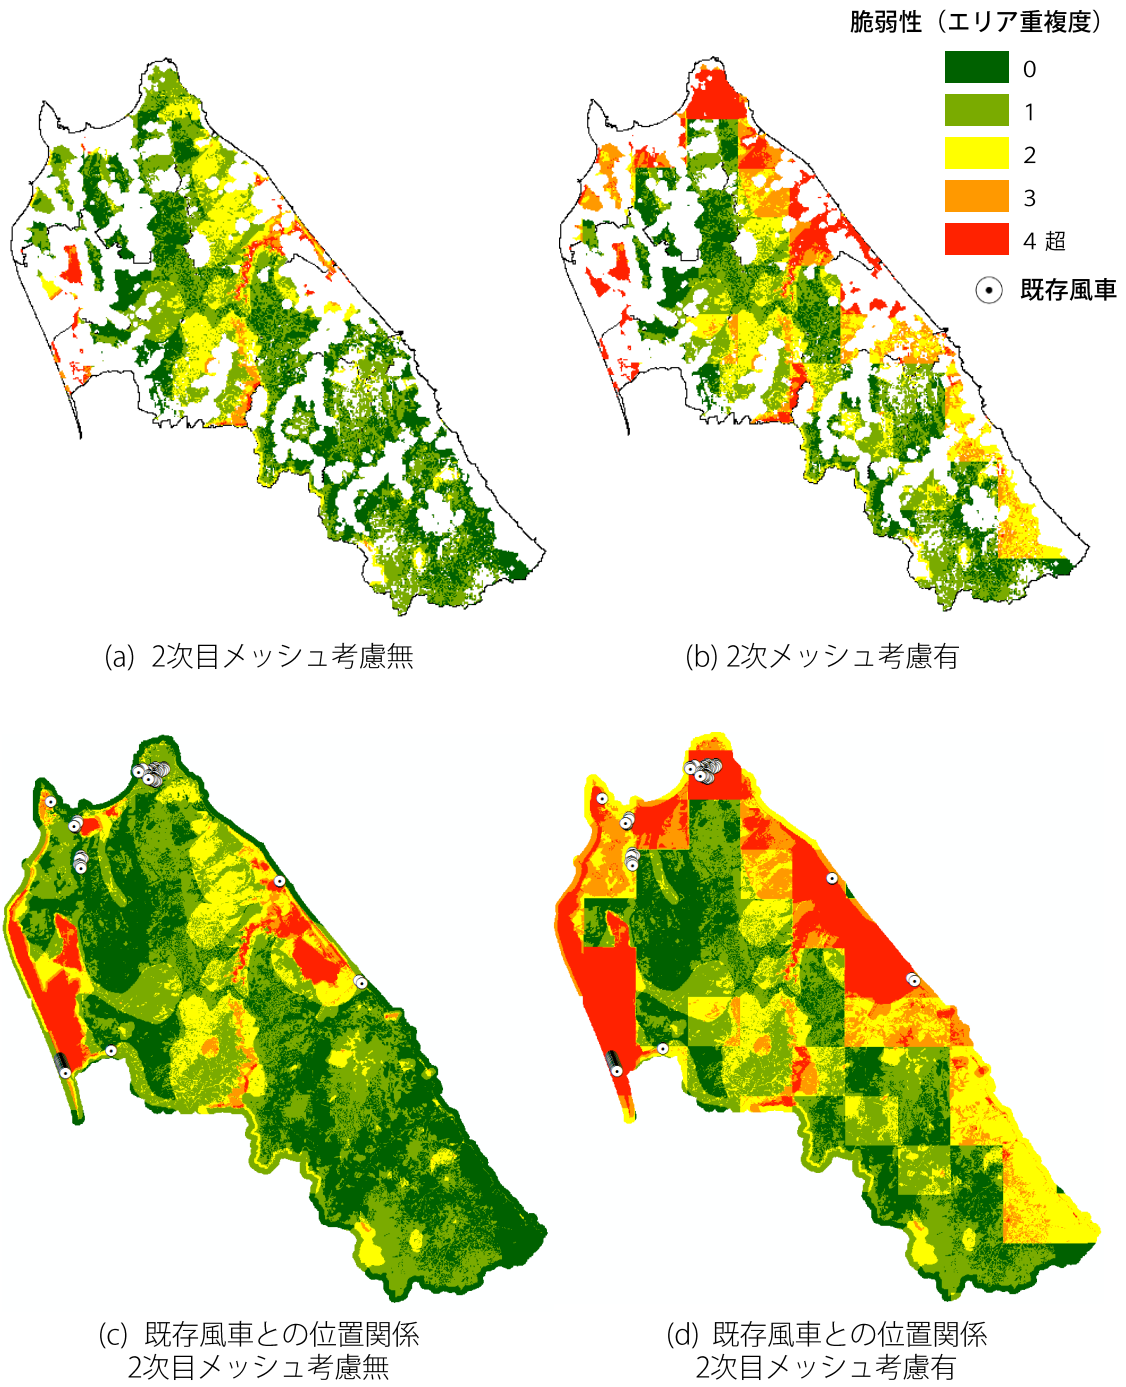 脆弱性（エリア重複度）
0
1
2
3
4 超
既存風車
(a) 2次目メッシュ考慮無
(b) 2次メッシュ考慮有
(c) 既存風車との位置関係
2次目メッシュ考慮無
(d) 既存風車との位置関係
2次目メッシュ考慮有